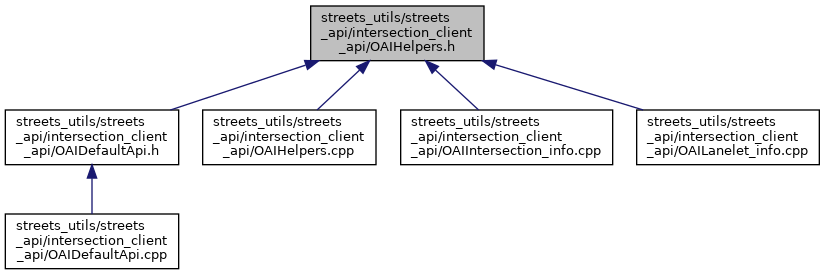 streets_utils/streets
_api/intersection_client
_api/OAIHelpers.h
streets_utils/streets
_api/intersection_client
_api/OAIDefaultApi.h
streets_utils/streets
_api/intersection_client
_api/OAIHelpers.cpp
streets_utils/streets
_api/intersection_client
_api/OAIIntersection_info.cpp
streets_utils/streets
_api/intersection_client
_api/OAILanelet_info.cpp
streets_utils/streets
_api/intersection_client
_api/OAIDefaultApi.cpp